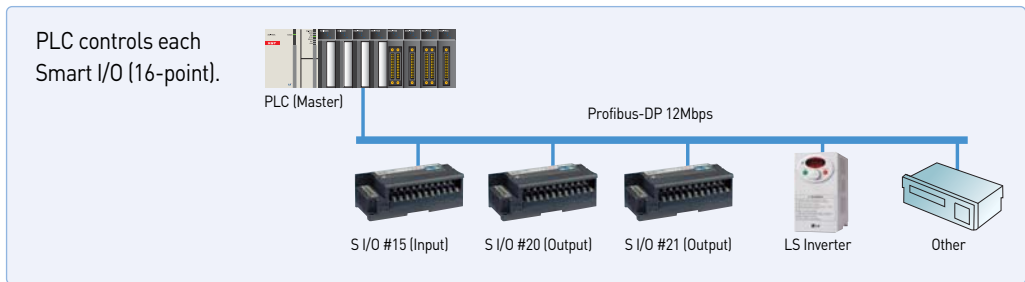 PLC controls each
Smart I/O (16-point).
PLC (Master)
Profibus-DP 12Mbps
S I/O #15 (Input)
S I/O #20 (Output)
S I/O #21 (Output)
LS Inverter
Other